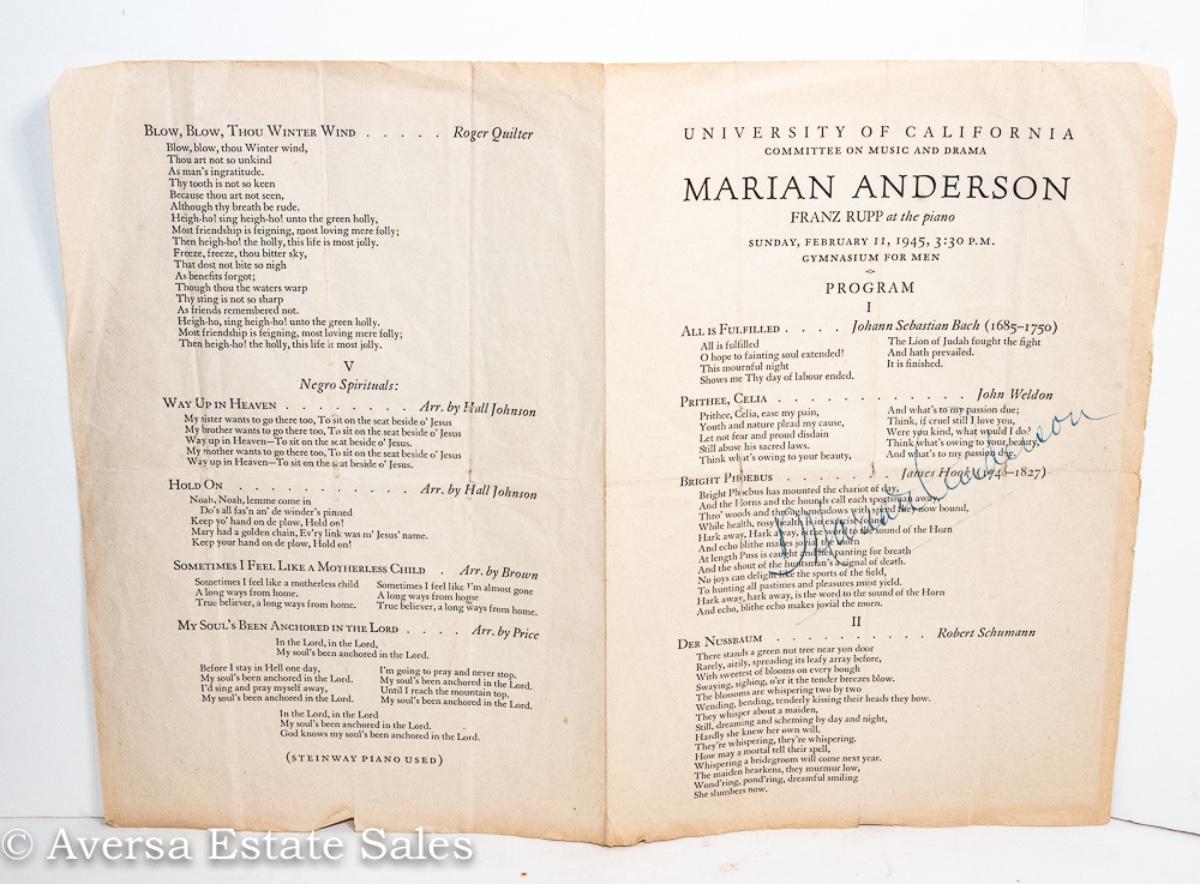 BLOW, BLOW, THOU WINTER WIND . . . . . Roger Quilter
Blow, blow, thou Winter wind,
Thou art not so unkind
As man's ingratitude.
Thy tooth is not so keen
Because thou art not seen,
Although thy breath be rude.
Heigh-ho! sing heigh-ho! unto the green holly,
Most friendship is feigning, most loving mere folly;
Then heigh-ho! the holly, this life is most jolly.
Freeze, freeze, thou bitter sky,
That dost not bite so nigh
As benefits forgot;
Though thou the waters warp
Thy sting is not so sharp
As friends remembered not.
Heigh-ho, sing heigh-ho! unto the green holly,
Most friendship is feigning, most loving mere folly;
Then heigh-ho! the holly, this life is most jolly.
V
Negro Spirituals:
WAY UP IN HEAVEN . . . . . . . . Arr. by Hall Johnson
My sister wants to go there too, To sit on the seat beside o' Jesus
My brother wants to go there too, To sit on the seat beside o' Jesus
Way up in Heaven—To sit on the seat beside o' Jesus.
My mother wants to go there too, To sit on the seat beside o' Jesus
Way up in Heaven—To sit on the seat beside o' Jesus.
HOLD ON . . . . . . . . . . . . Arr. by Hall Johnson
Noah, Noah, lemme come in
Do's all fas'n an' de winder's pinned
Keep yo' hand on de plow, Hold on!
Mary had a golden chain, Ev'ry link was m' Jesus' name.
Keep your hand on de plow, Hold on!
SOMETIMES I FEEL LIKE A MOTHERLESS CHILD . Arr. by Brown
Sometimes I feel like a motherless child
A long ways from home.
True believer, a long ways from home.
Sometimes I feel like I'm almost gone
A long ways from home
True believer, a long ways from home.
MY SOUL'S BEEN ANCHORED IN THE LORD . . . . Arr. by Price
In the Lord, in the Lord,
My soul's been anchored in the Lord.
Before I stay in Hell one day,
My soul's been anchored in the Lord.
I'd sing and pray myself away,
My soul's been anchored in the Lord.
I'm going to pray and never stop,
My soul's been anchored in the Lord.
Until I reach the mountain top,
My soul's been anchored in the Lord.
In the Lord, in the Lord
My soul's been anchored in the Lord.
God knows my soul's been anchored in the Lord.
(STEINWAY PIANO USED)
UNIVERSITY OF CALIFORNIA
COMMITTEE ON MUSIC AND DRAMA
MARIAN ANDERSON
FRANZ RUPP at the piano
SUNDAY, FEBRUARY 11, 1945, 3:30 P.M.
GYMNASIUM FOR MEN
PROGRAM
I
ALL IS FULFILLED . . . . Johann Sebastian Bach (1685–1750)
All is fulfilled
O hope to fainting soul extended!
This mournful night
Shows me Thy day of labour ended.
The Lion of Judah fought the fight
And hath prevailed.
It is finished.
PRITHEE, CELIA . . . . . . . . . . . . . John Weldon
Prithee, Celia, ease my pain,
Youth and nature plead my cause,
Let not fear and proud disdain
Still abuse his sacred laws.
Think what's owing to your beauty,
And what's to my passion due;
Think, if cruel still I love you,
Were you kind, what would I do?
Think what's owing to your beauty,
And what's to my passion due.
BRIGHT PHOEBUS . . . . . . . . James Hook (1746–1827)
Bright Phoebus has mounted the chariot of day,
And the Horns and the hounds call each sportsman away,
Thro' woods and through meadows with speed they now bound,
While health, rosy health is in exercise found.
Hark away, Hark away, is the word to the sound of the Horn
And echo blithe makes jovial the morn
At length Puss is caught and lies panting for breath
And the shout of the huntsman's a signal of death.
No joys can delight like the sports of the field,
To hunting all pastimes and pleasures must yield.
Hark away, hark away, is the word to the sound of the Horn
And echo, blithe echo makes jovial the morn.
Marian Anderson
II
DER NUSSBAUM . . . . . . . . . . Robert Schumann
There stands a green nut tree near yon door
Rarely, airily, spreading its leafy array before,
With sweetest of blooms on every bough
Swaying, sighing, o'er it the tender breezes blow.
The blossoms are whispering two by two
Wending, bending, tenderly kissing their heads they bow.
They whisper about a maiden,
Still, dreaming and scheming by day and night,
Hardly she knew her own will.
They're whispering, they're whispering.
How may a mortal tell their spell,
Whispering a bridegroom will come next year.
The maiden hearkens, they murmur low,
Wond'ring, pond'ring, dreamful smiling
She slumbers now.
© Aversa Estate Sales